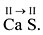 II → II
Ca S.